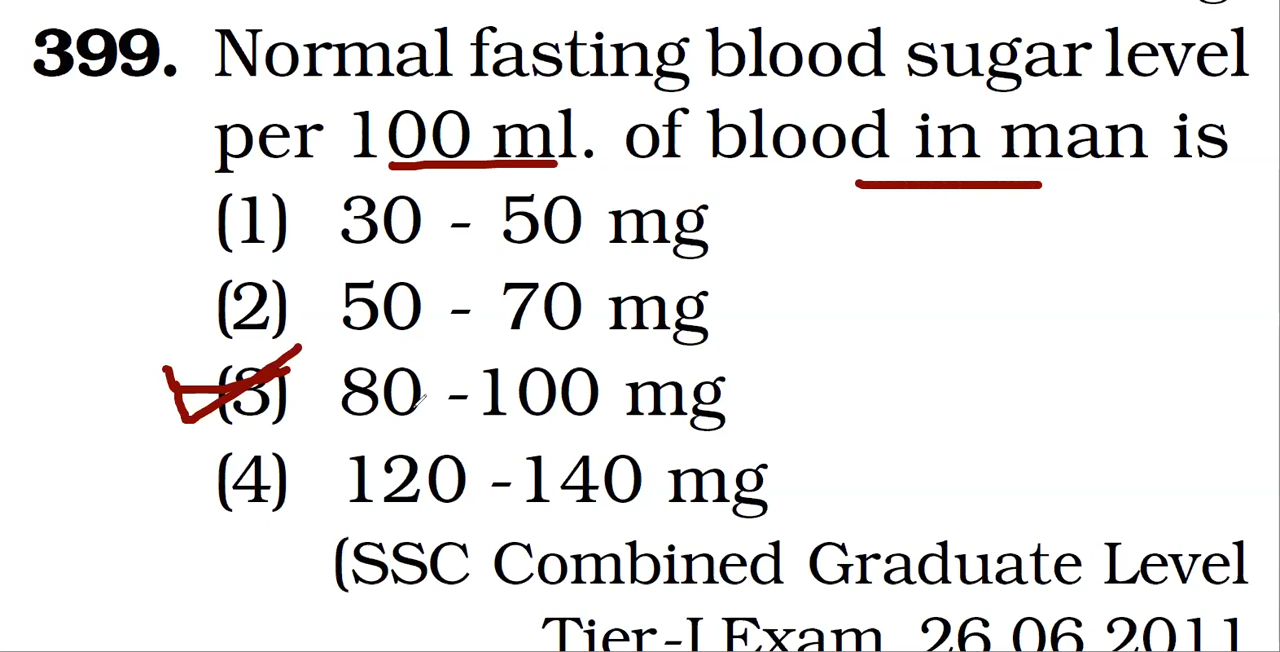 399. Normal fasting blood sugar level
per 100 ml. of blood in man is
(1) 30 - 50 mg
(2) 50 - 70 mg
(3) 80 -100 mg
(4) 120 -140 mg
(SSC Combined Graduate Level
Tier-I Exam 26.06.2011